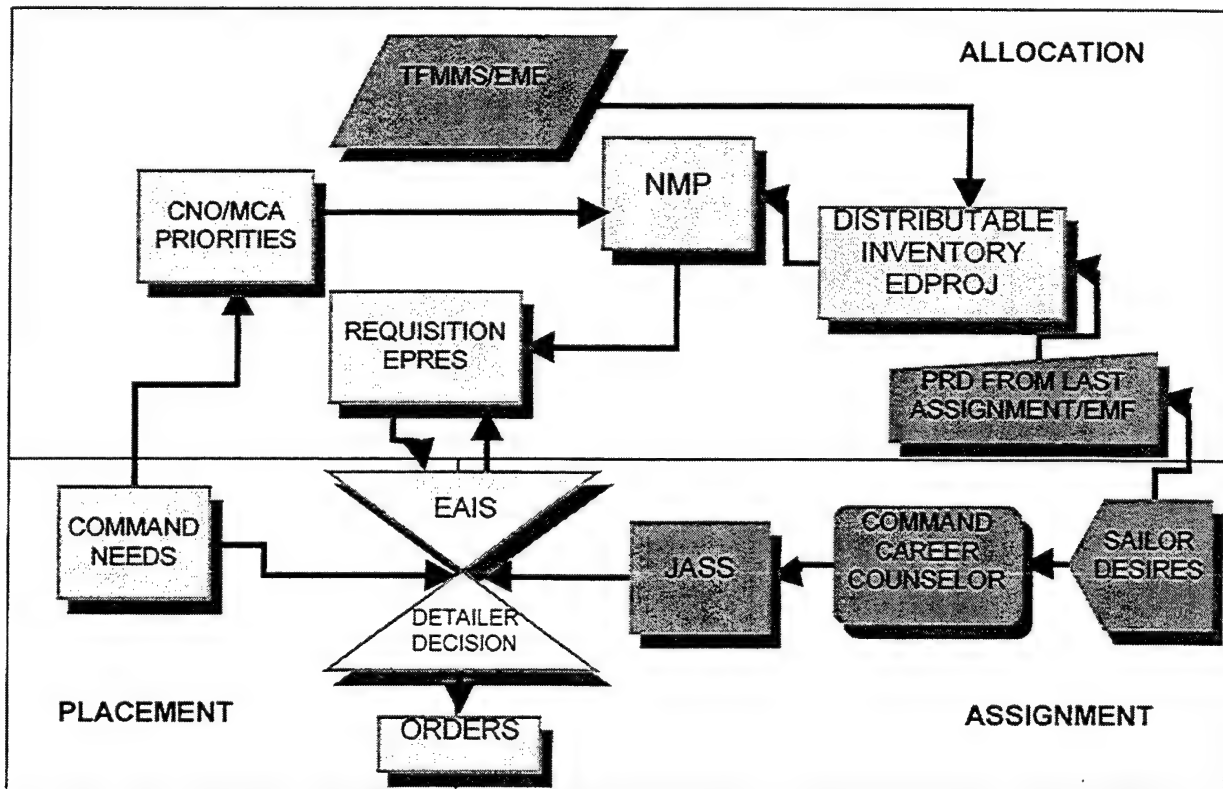 TFMMS/EMF
ALLOCATION
CNO/MCA
PRIORITIES
NMP
DISTRIBUTABLE
INVENTORY
EDPROJ
REQUISITION
EPRES
PRD FROM LAST
ASSIGNMENT/EMF
COMMAND
NEEDS
EAIS
JASS
COMMAND
CAREER
COUNSELOR
SAILOR
DESIRES
DETAILER
DECISION
PLACEMENT
ASSIGNMENT
ORDERS